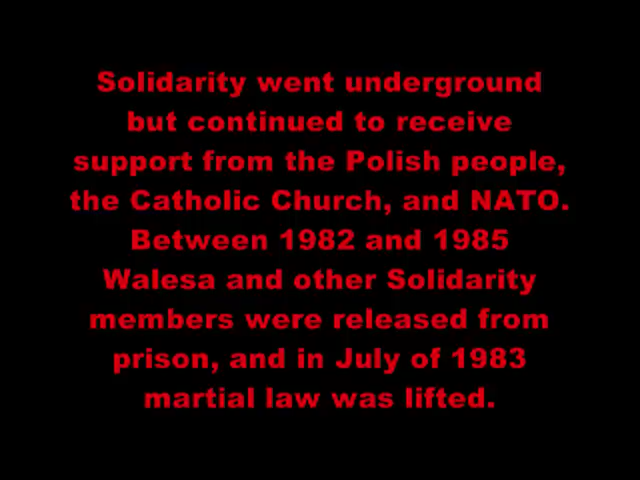 Solidarity went underground
but continued to receive
support from the Polish people,
the Catholic Church, and NATO.
Between 1982 and 1985
Walesa and other Solidarity
members were released from
prison, and in July of 1983
martial law was lifted.